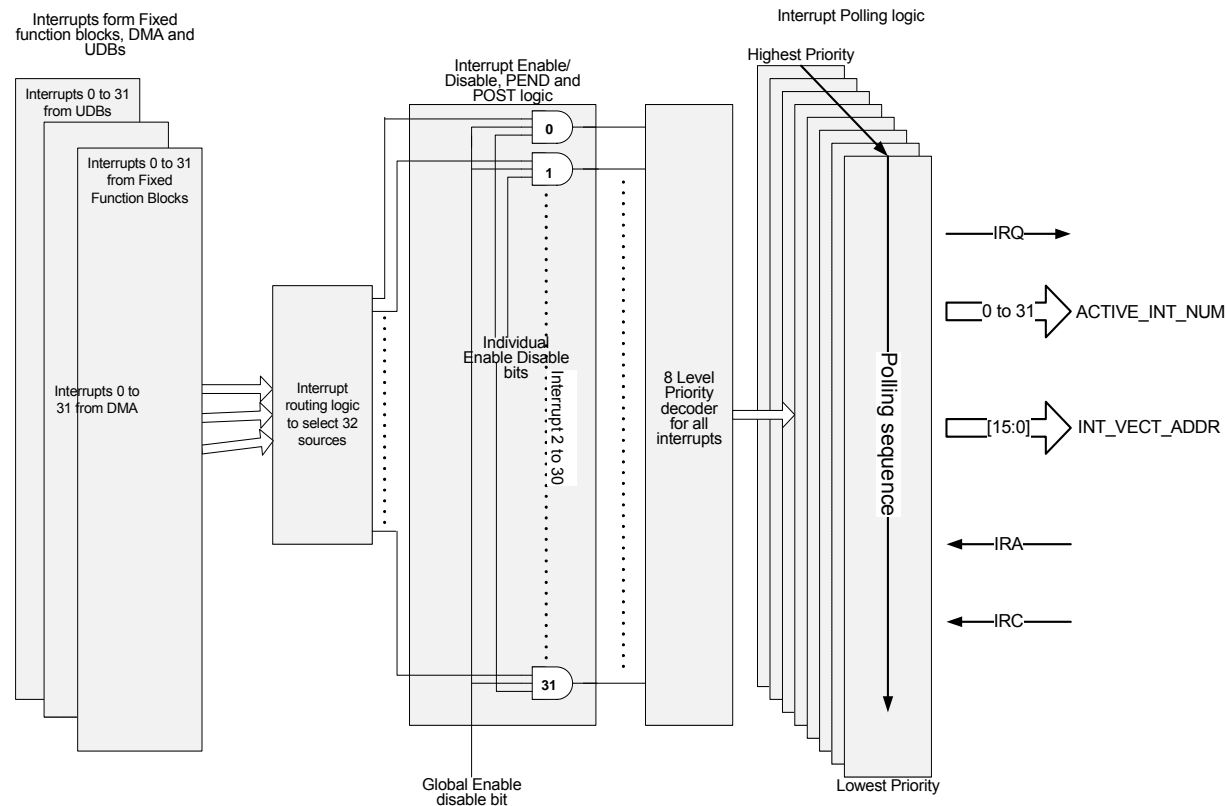 Interrupts form Fixed
function blocks, DMA and
UDBs
Interrupts 0 to 31
from UDBs
Interrupts 0 to 31
from Fixed
Function Blocks
Interrupts 0 to
31 from DMA
Interrupt
routing logic
to select 32
sources
Interrupt Enable/
Disable, PEND and
POST logic
0
1
Individual
Enable Disable
bits
Interrupt 2 to 30
31
Global Enable
disable bit
8 Level
Priority
decoder
for all
interrupts
Interrupt Polling logic
Highest Priority
Polling sequence
Lowest Priority
IRQ
0 to 31
ACTIVE_INT_NUM
[15:0]
INT_VECT_ADDR
IRA
IRC